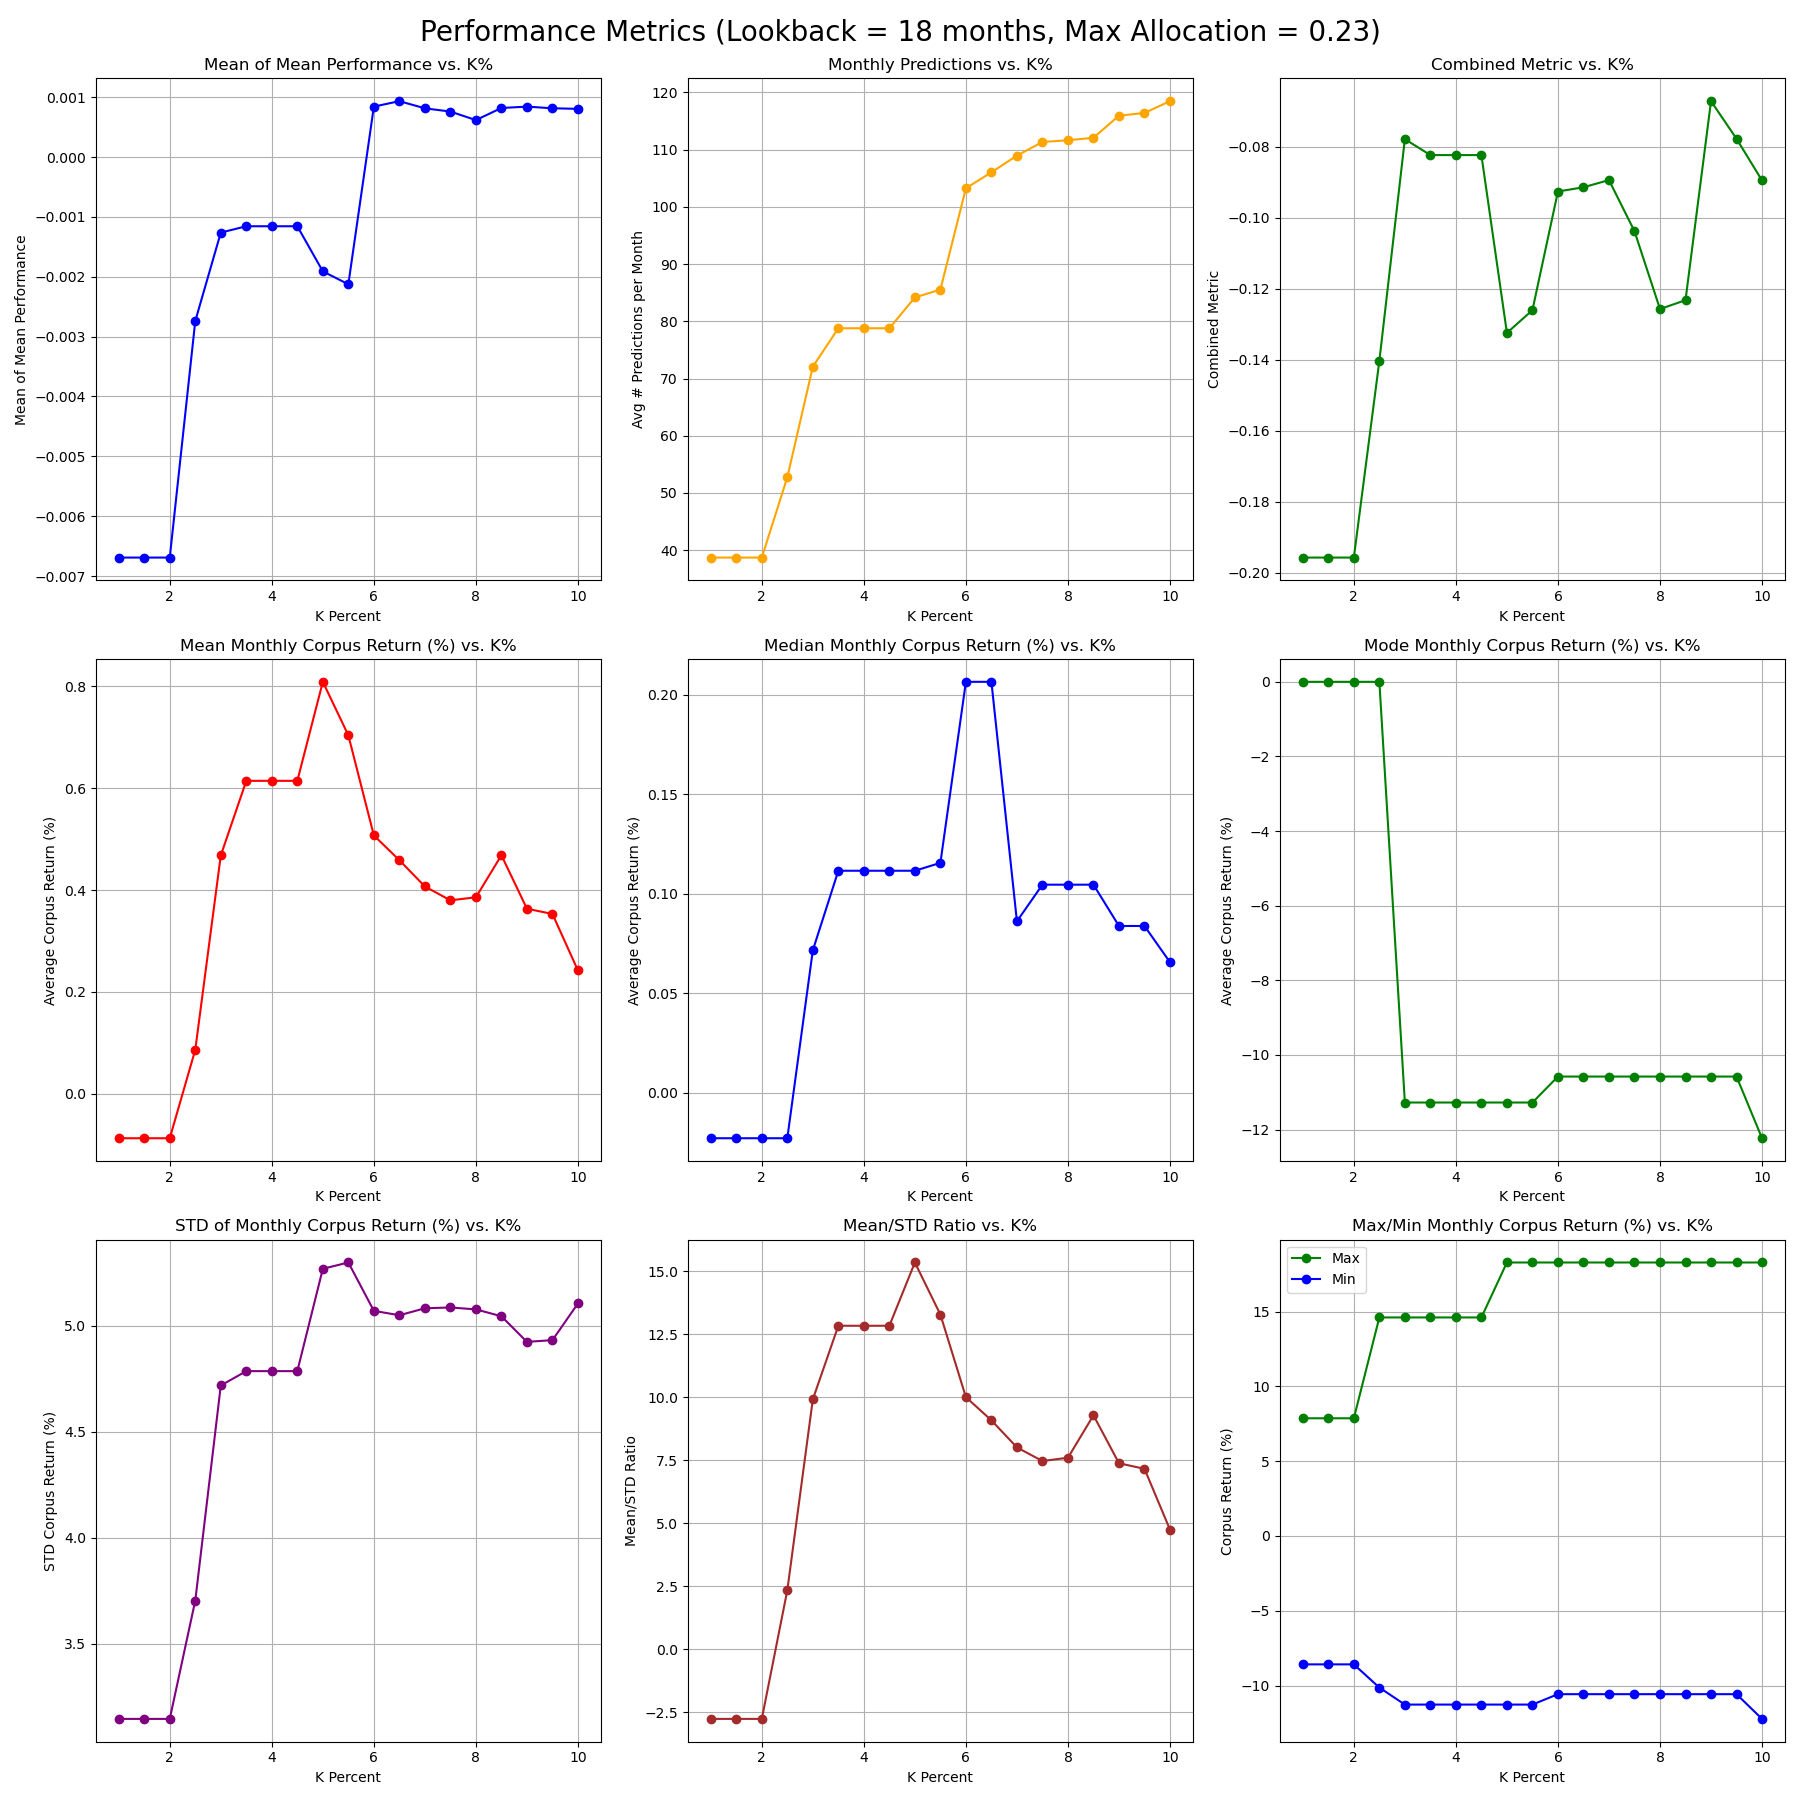 Performance Metrics (Lookback = 18 months, Max Allocation = 0.23)
Mean of Mean Performance vs. K%
Mean of Mean Performance
0.001
0.000
−0.001
−0.002
−0.003
−0.004
−0.005
−0.006
−0.007
2 4 6 8 10
K Percent
Monthly Predictions vs. K%
Avg # Predictions per Month
120
110
100
90
80
70
60
50
40
2 4 6 8 10
K Percent
Combined Metric vs. K%
Combined Metric
−0.08
−0.10
−0.12
−0.14
−0.16
−0.18
−0.20
2 4 6 8 10
K Percent
Mean Monthly Corpus Return (%) vs. K%
Average Corpus Return (%)
0.8
0.6
0.4
0.2
0.0
2 4 6 8 10
K Percent
Median Monthly Corpus Return (%) vs. K%
Average Corpus Return (%)
0.20
0.15
0.10
0.05
0.00
2 4 6 8 10
K Percent
Mode Monthly Corpus Return (%) vs. K%
Average Corpus Return (%)
0
−2
−4
−6
−8
−10
−12
2 4 6 8 10
K Percent
STD of Monthly Corpus Return (%) vs. K%
STD Corpus Return (%)
5.0
4.5
4.0
3.5
2 4 6 8 10
K Percent
Mean/STD Ratio vs. K%
Mean/STD Ratio
15.0
12.5
10.0
7.5
5.0
2.5
0.0
−2.5
2 4 6 8 10
K Percent
Max/Min Monthly Corpus Return (%) vs. K%
Max
Min
Corpus Return (%)
15
10
5
0
−5
−10
2 4 6 8 10
K Percent